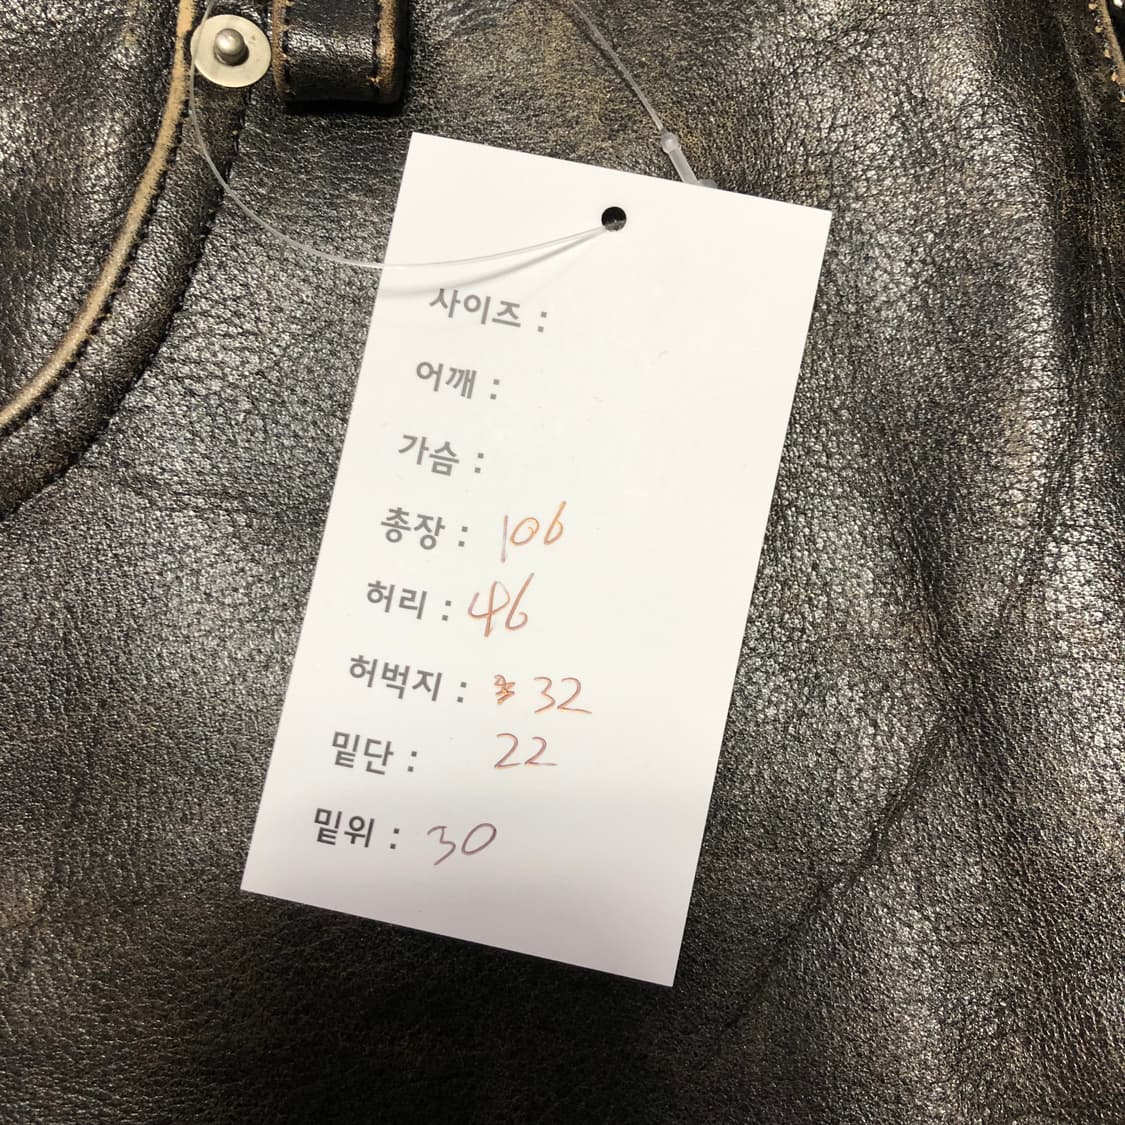 사이즈 :
어깨 :
가슴 :
총장 : 106
허리 : 46
허벅지 : 32
밑단 : 22
밑위 : 30